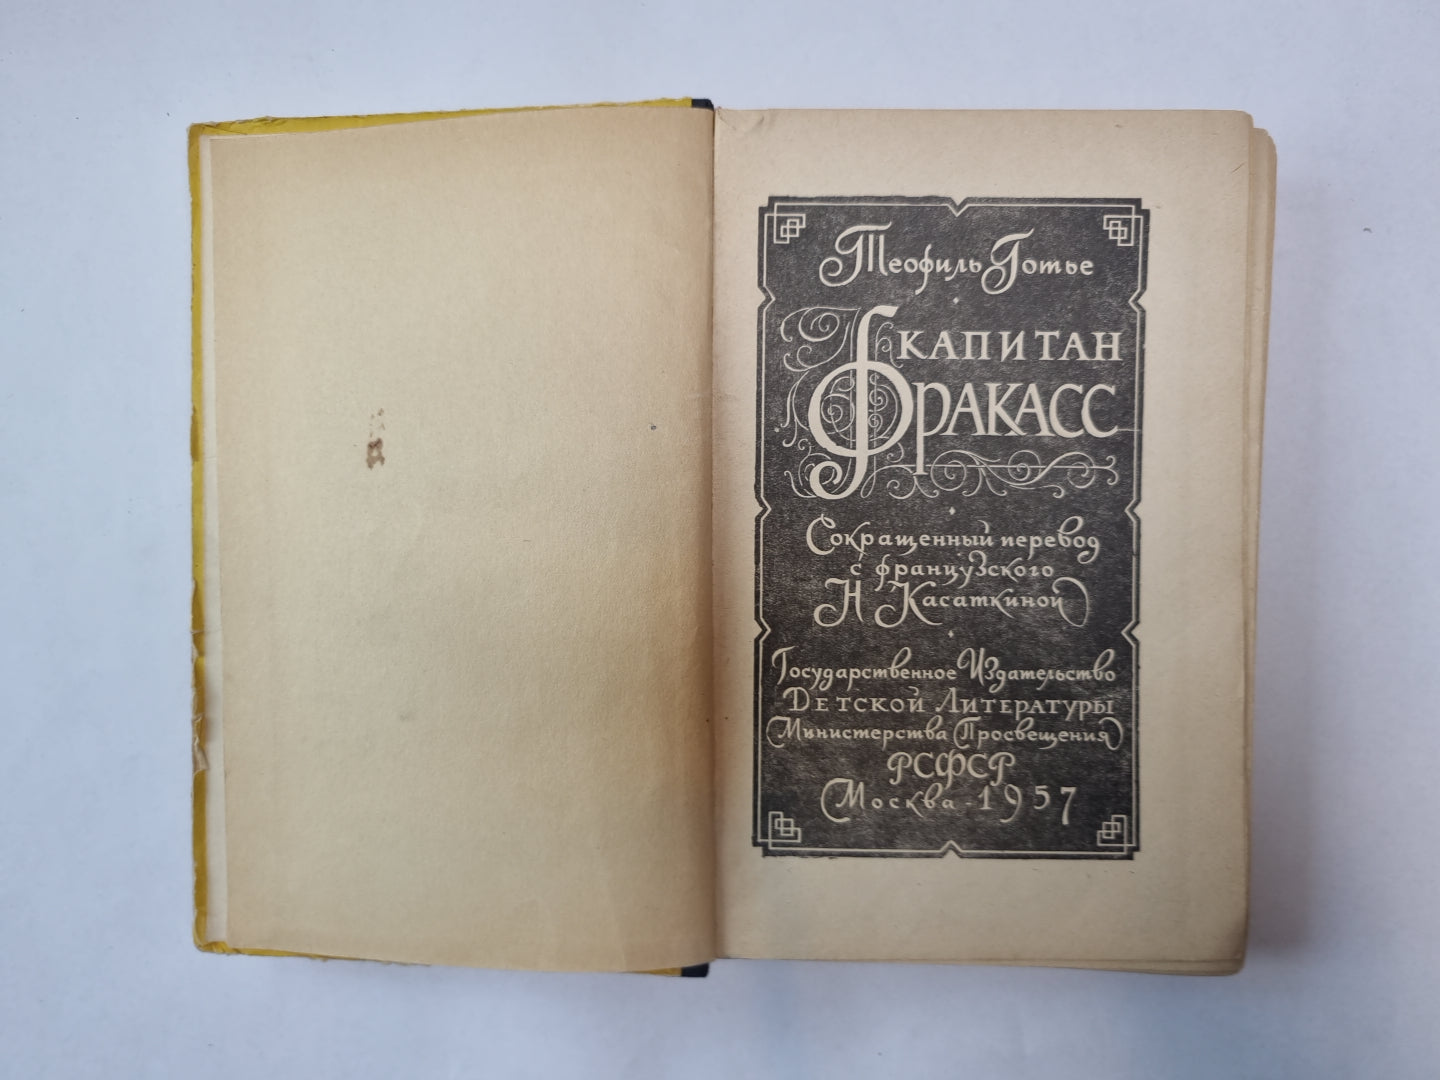 Теофиль Готье
КАПИТАН
ФРАКАСС
Сокращенный перевод
с французского
Н Касаткиной
Государственное Издательство
Детской Литературы
Министерства Просвещения
РСФСР
Москва - 1957